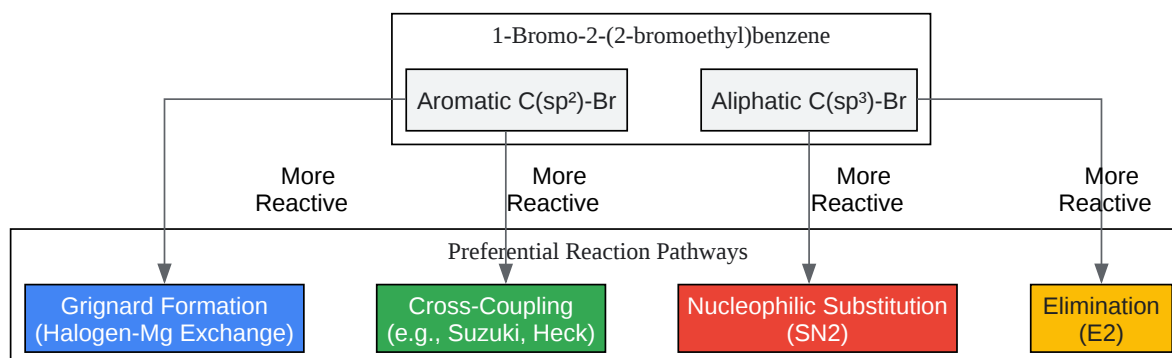 1-Bromo-2-(2-bromoethyl)benzene
Aromatic C(sp²)-Br
Aliphatic C(sp³)-Br
More
Reactive
More
Reactive
More
Reactive
More
Reactive
Preferential Reaction Pathways
Grignard Formation
(Halogen-Mg Exchange)
Cross-Coupling
(e.g., Suzuki, Heck)
Nucleophilic Substitution
(SN2)
Elimination
(E2)